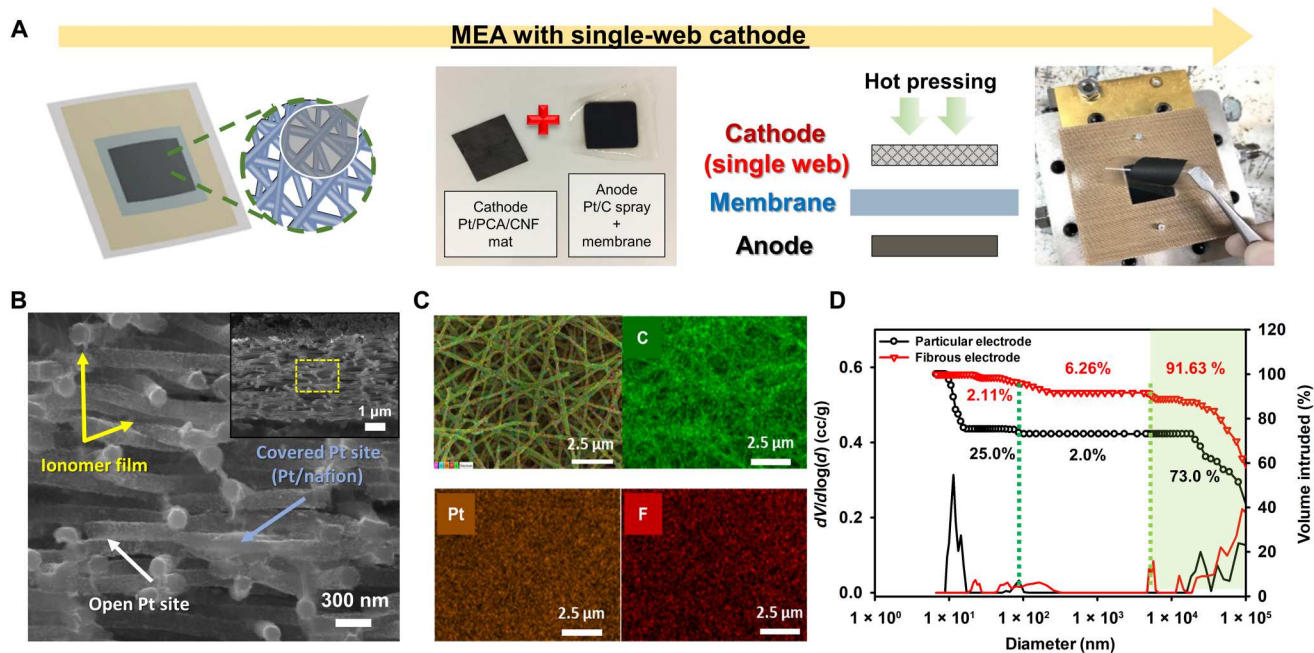 A
MEA with single-web cathode
Cathode
Pt/PCA/CNF
mat
Anode
Pt/C spray
+
membrane
Hot pressing
Cathode
(single web)
Membrane
Anode
B
1 µm
Ionomer film
Covered Pt site
(Pt/nafion)
Open Pt site
300 nm
C
2.5 µm
C
2.5 µm
Pt
2.5 µm
F
2.5 µm
D
Particular electrode
Fibrous electrode
6.26%
91.63 %
2.11%
25.0%
2.0%
73.0 %
dV/dlog(d) (cc/g)
0.6
0.4
0.2
0.0
Volume intruded (%)
120
100
80
60
40
20
0
1 × 10⁰
1 × 10¹
1 × 10²
1 × 10³
1 × 10⁴
1 × 10⁵
Diameter (nm)